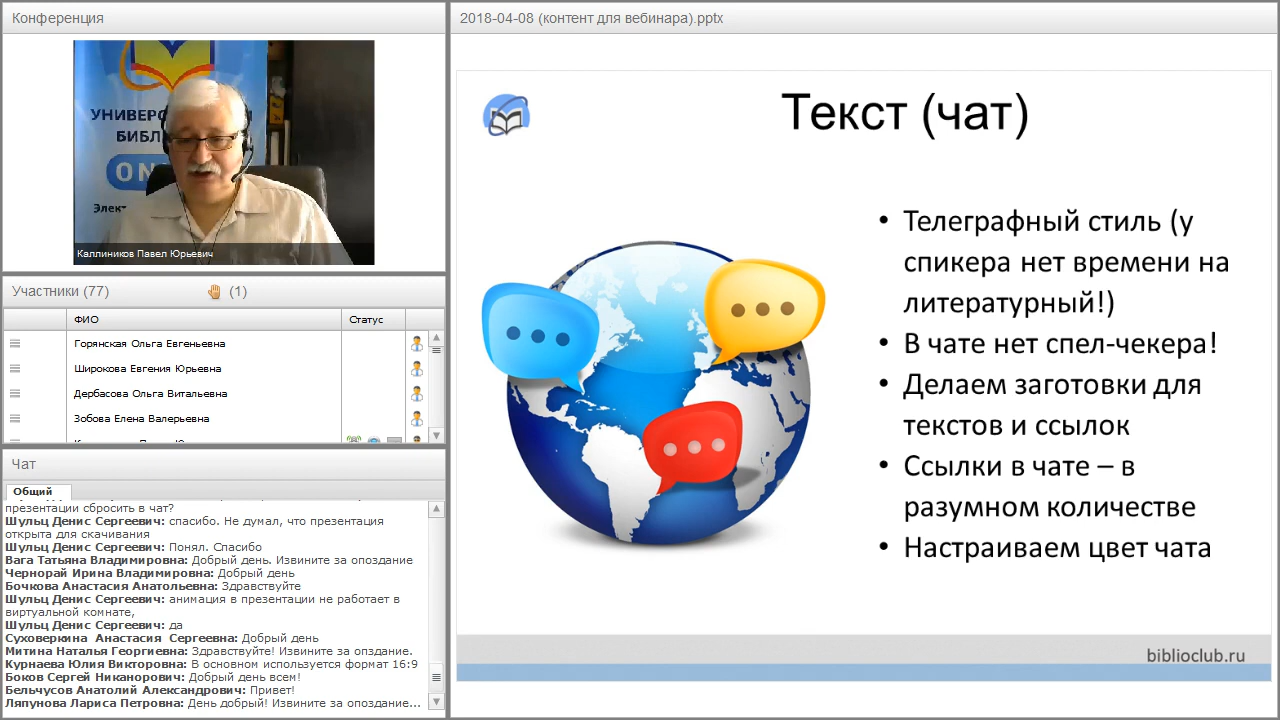 Конференция
УНИВЕРС
БИБЛ
ON
Элект
Каллиников Павел Юрьевич
Участники (77) (1)
ФИО Статус
Горянская Ольга Евгеньевна
Широкова Евгения Юрьевна
Дербасова Ольга Витальевна
Зобова Елена Валерьевна
Чат
Общий
презентации сбросить в чат?
Шульц Денис Сергеевич: спасибо. Не думал, что презентация
открыта для скачивания
Шульц Денис Сергеевич: Понял. Спасибо
Вага Татьяна Владимировна: Добрый день. Извините за опоздание
Чернорай Ирина Владимировна: Добрый день
Бочкова Анастасия Анатольевна: Здравствуйте
Шульц Денис Сергеевич: анимация в презентации не работает в
виртуальной комнате,
Шульц Денис Сергеевич: да
Суховеркина Анастасия Сергеевна: Добрый день
Митина Наталья Георгиевна: Здравствуйте! Извините за опздание.
Курнаева Юлия Викторовна: В основном используется формат 16:9
Боков Сергей Никанорович: Добрый день всем!
Бельчусов Анатолий Александрович: Привет!
Ляпунова Лариса Петровна: День добрый! Извините за опоздание...
2018-04-08 (контент для вебинара).pptx
Текст (чат)
• Телеграфный стиль (у
спикера нет времени на
литературный!)
• В чате нет спел-чекера!
• Делаем заготовки для
текстов и ссылок
• Ссылки в чате – в
разумном количестве
• Настраиваем цвет чата
biblioclub.ru